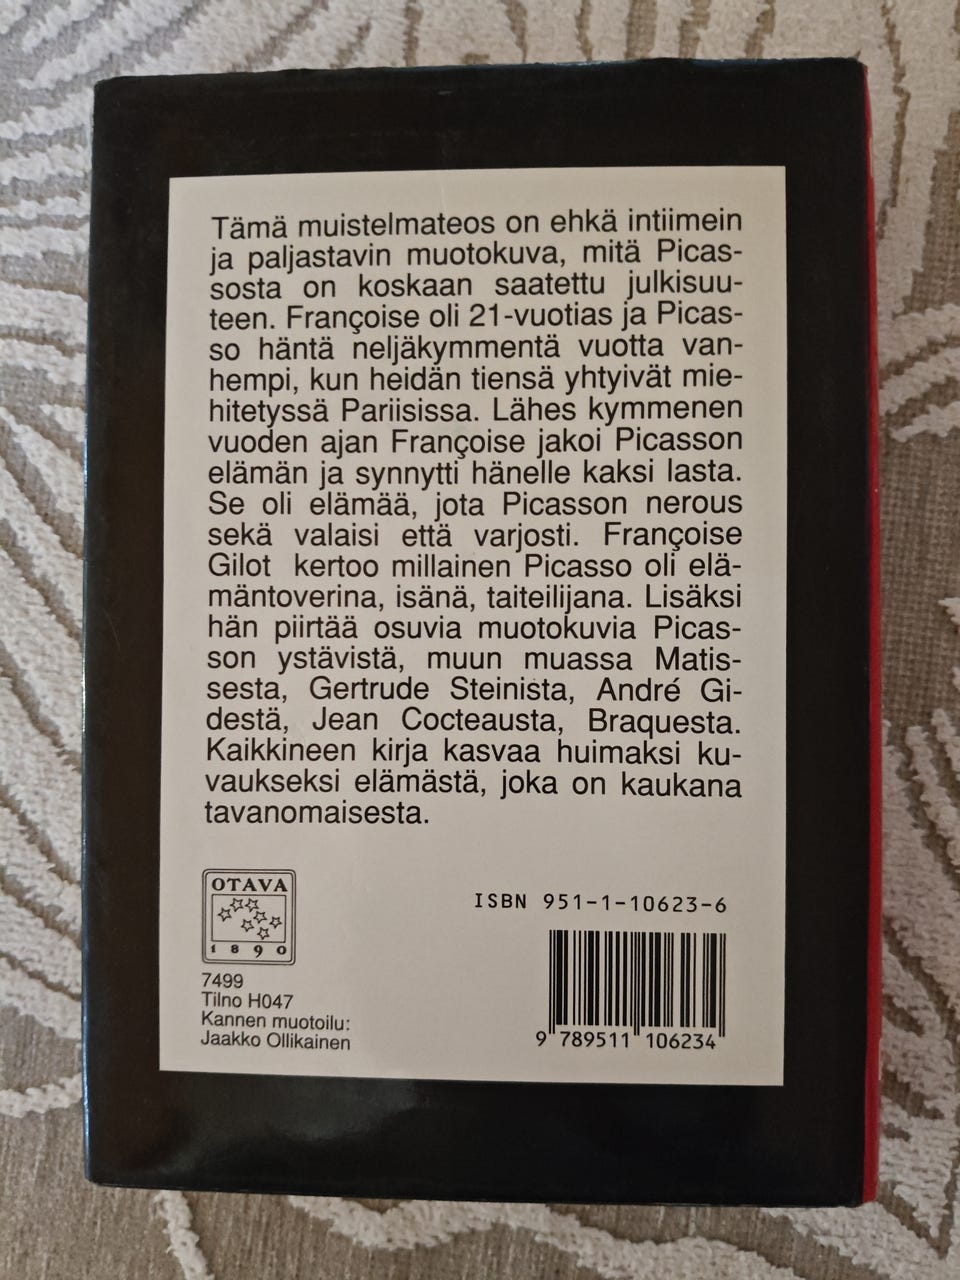 Tämä muistelmateos on ehkä intiimein
ja paljastavin muotokuva, mitä Picas-
sosta on koskaan saatettu julkisuu-
teen. Françoise oli 21-vuotias ja Picas-
so häntä neljäkymmentä vuotta van-
hempi, kun heidän tiensä yhtyivät mie-
hitetyssä Pariisissa. Lähes kymmenen
vuoden ajan Françoise jakoi Picasson
elämän ja synnytti hänelle kaksi lasta.
Se oli elämää, jota Picasson nerous
sekä valaisi että varjosti. Françoise
Gilot kertoo millainen Picasso oli elä-
mäntoverina, isänä, taiteilijana. Lisäksi
hän piirtää osuvia muotokuvia Picas-
son ystävistä, muun muassa Matis-
sesta, Gertrude Steinista, André Gi-
destä, Jean Cocteausta, Braquesta.
Kaikkineen kirja kasvaa huimaksi ku-
vaukseksi elämästä, joka on kaukana
tavanomaisesta.
OTAVA
1890
7499
Tilno H047
Kannen muotoilu:
Jaakko Ollikainen
ISBN 951-1-10623-6
9 789511 106234